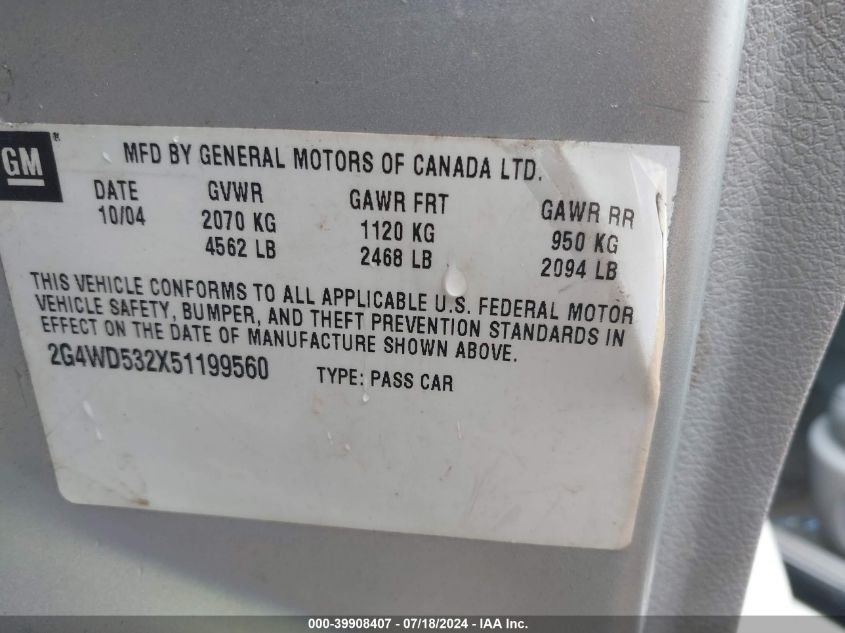 GM®
MFD BY GENERAL MOTORS OF CANADA LTD.
DATE GVWR GAWR FRT GAWR RR
10/04 2070 KG 1120 KG 950 KG
4562 LB 2468 LB 2094 LB
THIS VEHICLE CONFORMS TO ALL APPLICABLE U.S. FEDERAL MOTOR
VEHICLE SAFETY, BUMPER, AND THEFT PREVENTION STANDARDS IN
EFFECT ON THE DATE OF MANUFACTURE SHOWN ABOVE.
2G4WD532X51199560 TYPE: PASS CAR
000-39908407 - 07/18/2024 - IAA Inc.